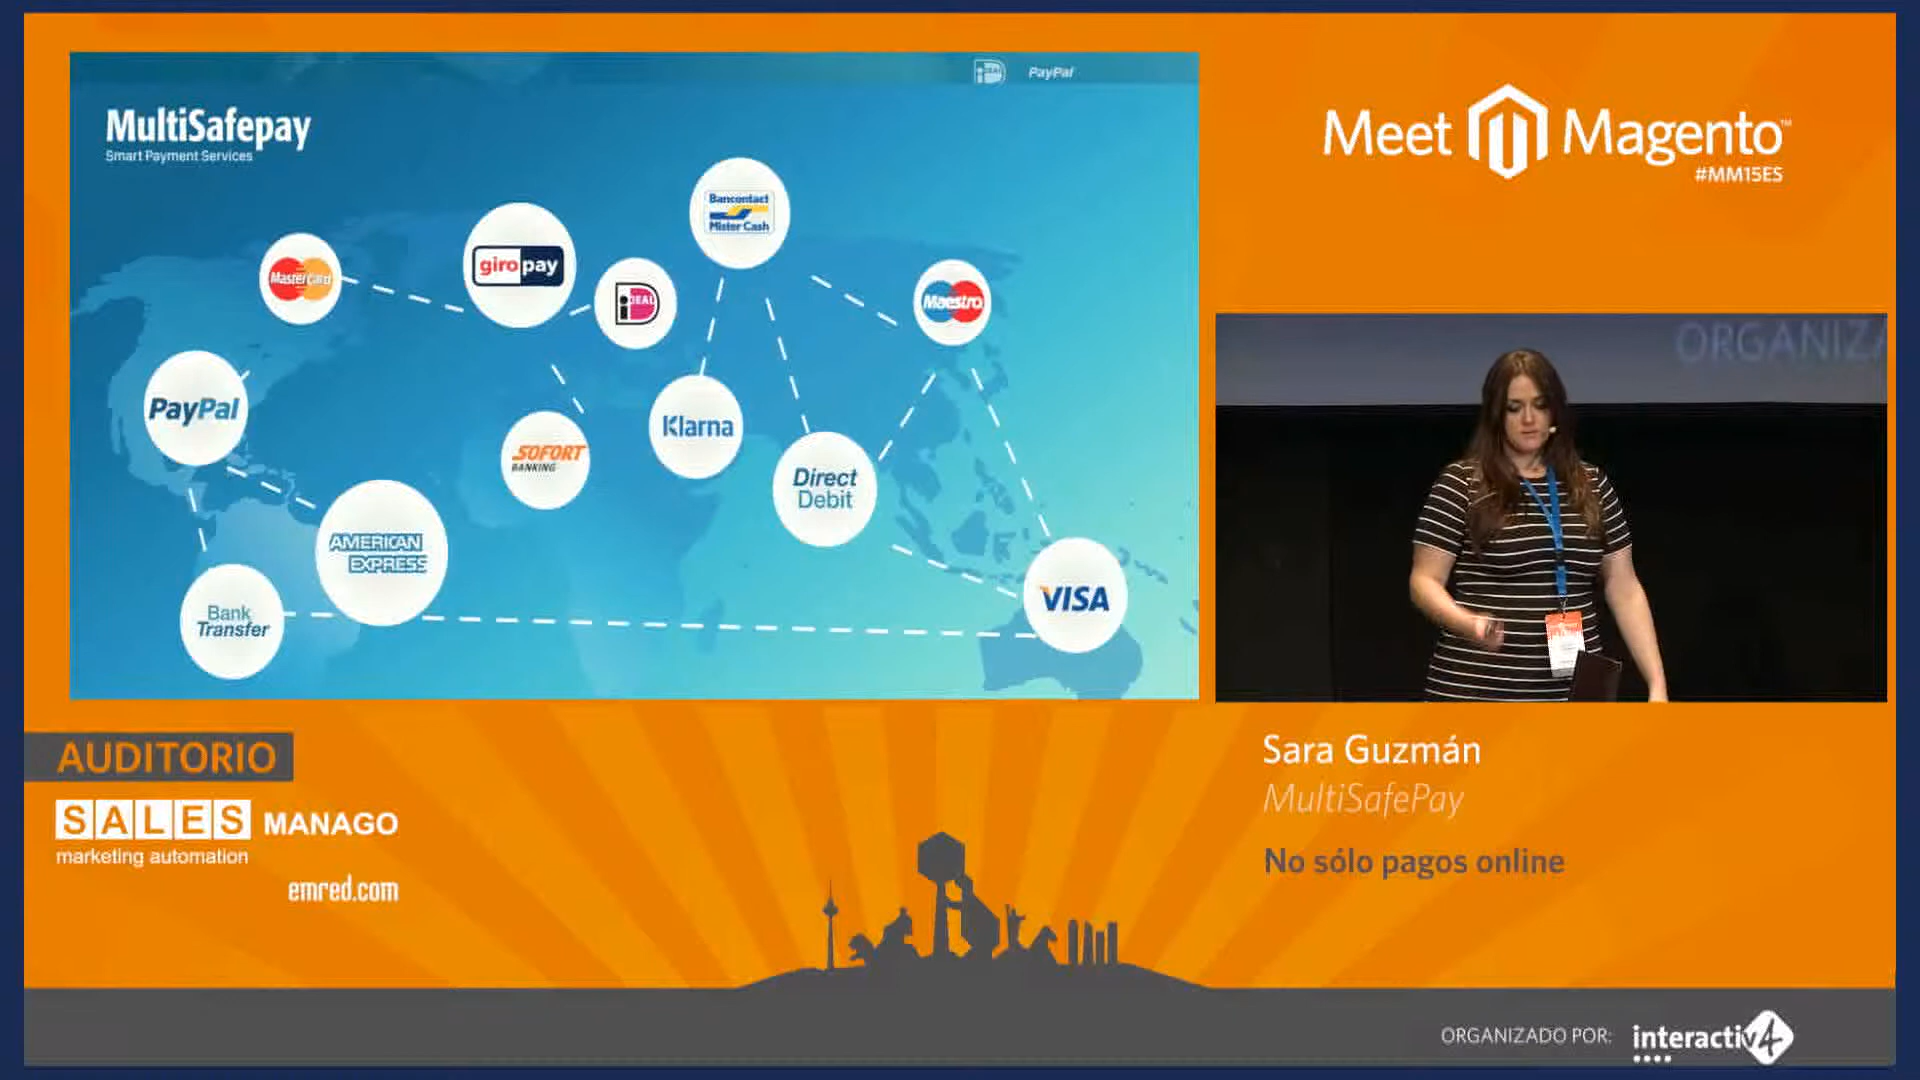 iDEAL PayPal
MultiSafepay
Smart Payment Services
Bancontact
Mister Cash
MasterCard
giropay
iDEAL
Maestro
PayPal
Klarna
SOFORT
BANKING
Direct
Debit
AMERICAN
EXPRESS
VISA
Bank
Transfer
Meet Magento™
#MM15ES
ORGANIZA
AUDITORIO
SALES MANAGO
marketing automation
emred.com
Sara Guzmán
MultiSafePay
No sólo pagos online
ORGANIZADO POR: interactiv4